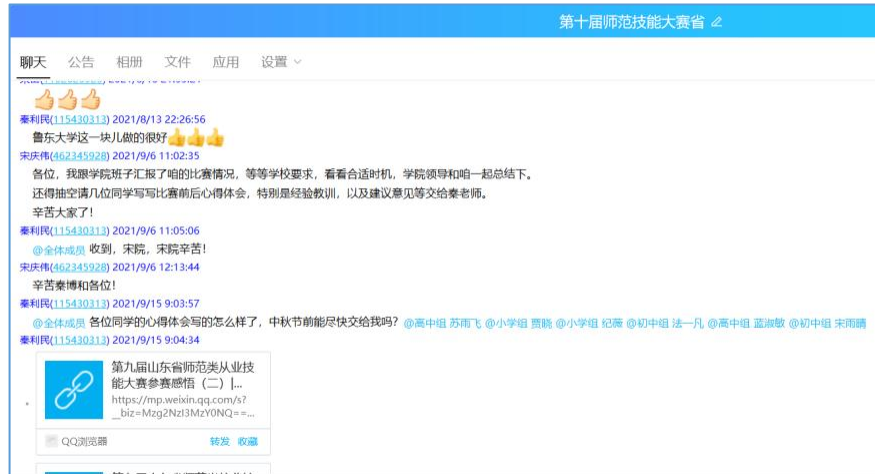 第十届师范技能大赛省
聊天 公告 相册 文件 应用 设置
秦利民(115430313) 2021/8/13 22:26:56
鲁东大学这一块儿做的很好
宋庆伟(462345928) 2021/9/6 11:02:35
各位，我跟学院班子汇报了咱的比赛情况，等等学校要求，看看合适时机，学院领导和咱一起总结下。
还得抽空请几位同学写写比赛前后心得体会，特别是经验教训，以及建议意见等交给秦老师。
辛苦大家了！
秦利民(115430313) 2021/9/6 11:05:06
@全体成员 收到，宋院，宋院辛苦！
宋庆伟(462345928) 2021/9/6 12:13:44
辛苦秦博和各位！
秦利民(115430313) 2021/9/15 9:03:57
@全体成员 各位同学的心得体会写的怎么样了，中秋节前能尽快交给我吗？ @高中组 苏雨飞 @小学组 贾晓 @小学组 纪薇 @初中组 法一凡 @高中组 蓝淑敏 @初中组 宋雨晴
秦利民(115430313) 2021/9/15 9:04:34
第九届山东省师范类从业技
能大赛参赛感悟（二）|...
https://mp.weixin.qq.com/s?
__biz=Mzg2NzI3MzY0NQ==...
QQ浏览器 转发 收藏